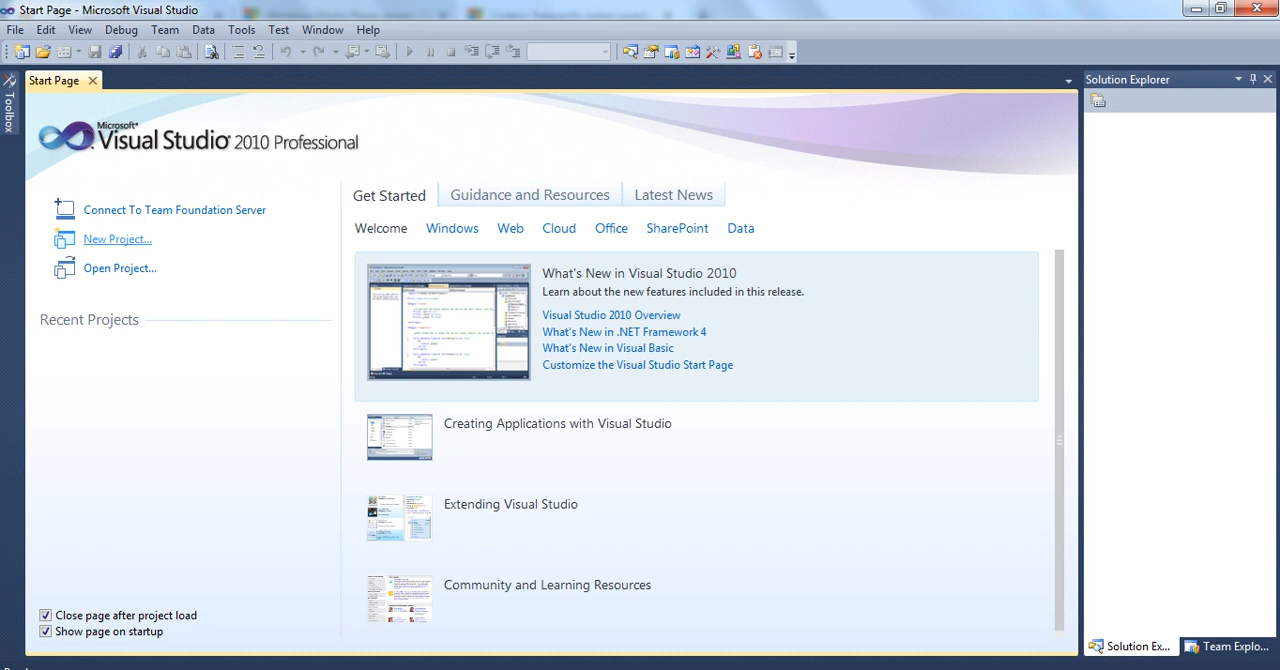 Start Page - Microsoft Visual Studio
File Edit View Debug Team Data Tools Test Window Help
Start Page
Solution Explorer
Toolbox
Microsoft®
Visual Studio® 2010 Professional
Connect To Team Foundation Server
New Project...
Open Project...
Recent Projects
Close page after project load
Show page on startup
Get Started Guidance and Resources Latest News
Welcome Windows Web Cloud Office SharePoint Data
What's New in Visual Studio 2010
Learn about the new features included in this release.
Visual Studio 2010 Overview
What's New in .NET Framework 4
What's New in Visual Basic
Customize the Visual Studio Start Page
Creating Applications with Visual Studio
Extending Visual Studio
Community and Learning Resources
Solution Ex... Team Explo...